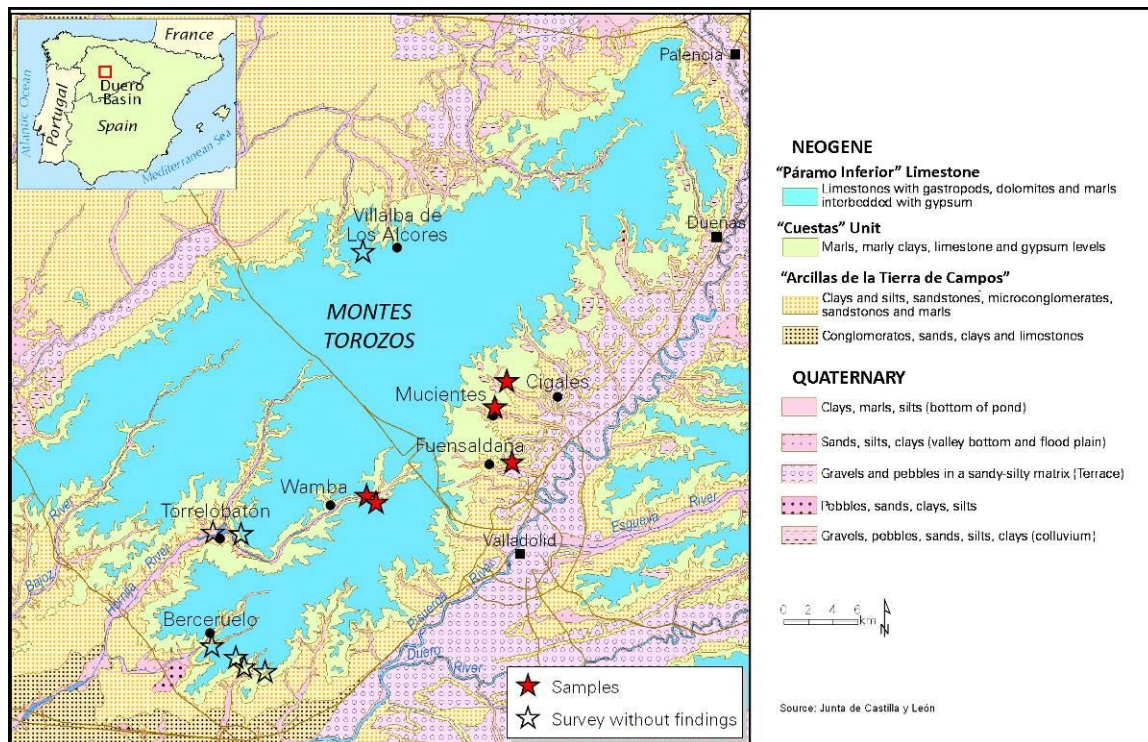 France
Atlantic Ocean
Portugal
Duero
Basin
Spain
Mediterranean Sea
Palencia
Dueñas
Villalba de
Los Alcores
MONTES
TOROZOS
Mucientes
Cigales
Fuensaldaña
Wamba
Torrelobatón
Valladolid
Esgueva
River
Bajoz
River
Hornija
River
Pisuerga
River
Duero
River
Berceruelo
Samples
Survey without findings
NEOGENE
“Páramo Inferior” Limestone
Limestones with gastropods, dolomites and marls
interbedded with gypsum
“Cuestas” Unit
Marls, marly clays, limestone and gypsum levels
“Arcillas de la Tierra de Campos”
Clays and silts, sandstones, microconglomerates,
sandstones and marls
Conglomerates, sands, clays and limestones
QUATERNARY
Clays, marls, silts (bottom of pond)
Sands, silts, clays (valley bottom and flood plain)
Gravels and pebbles in a sandy-silty matrix (Terrace)
Pobbles, sands, clays, silts
Gravels, pebbles, sands, silts, clays (colluvium)
0 2 4 6
km
N
Source: Junta de Castilla y León